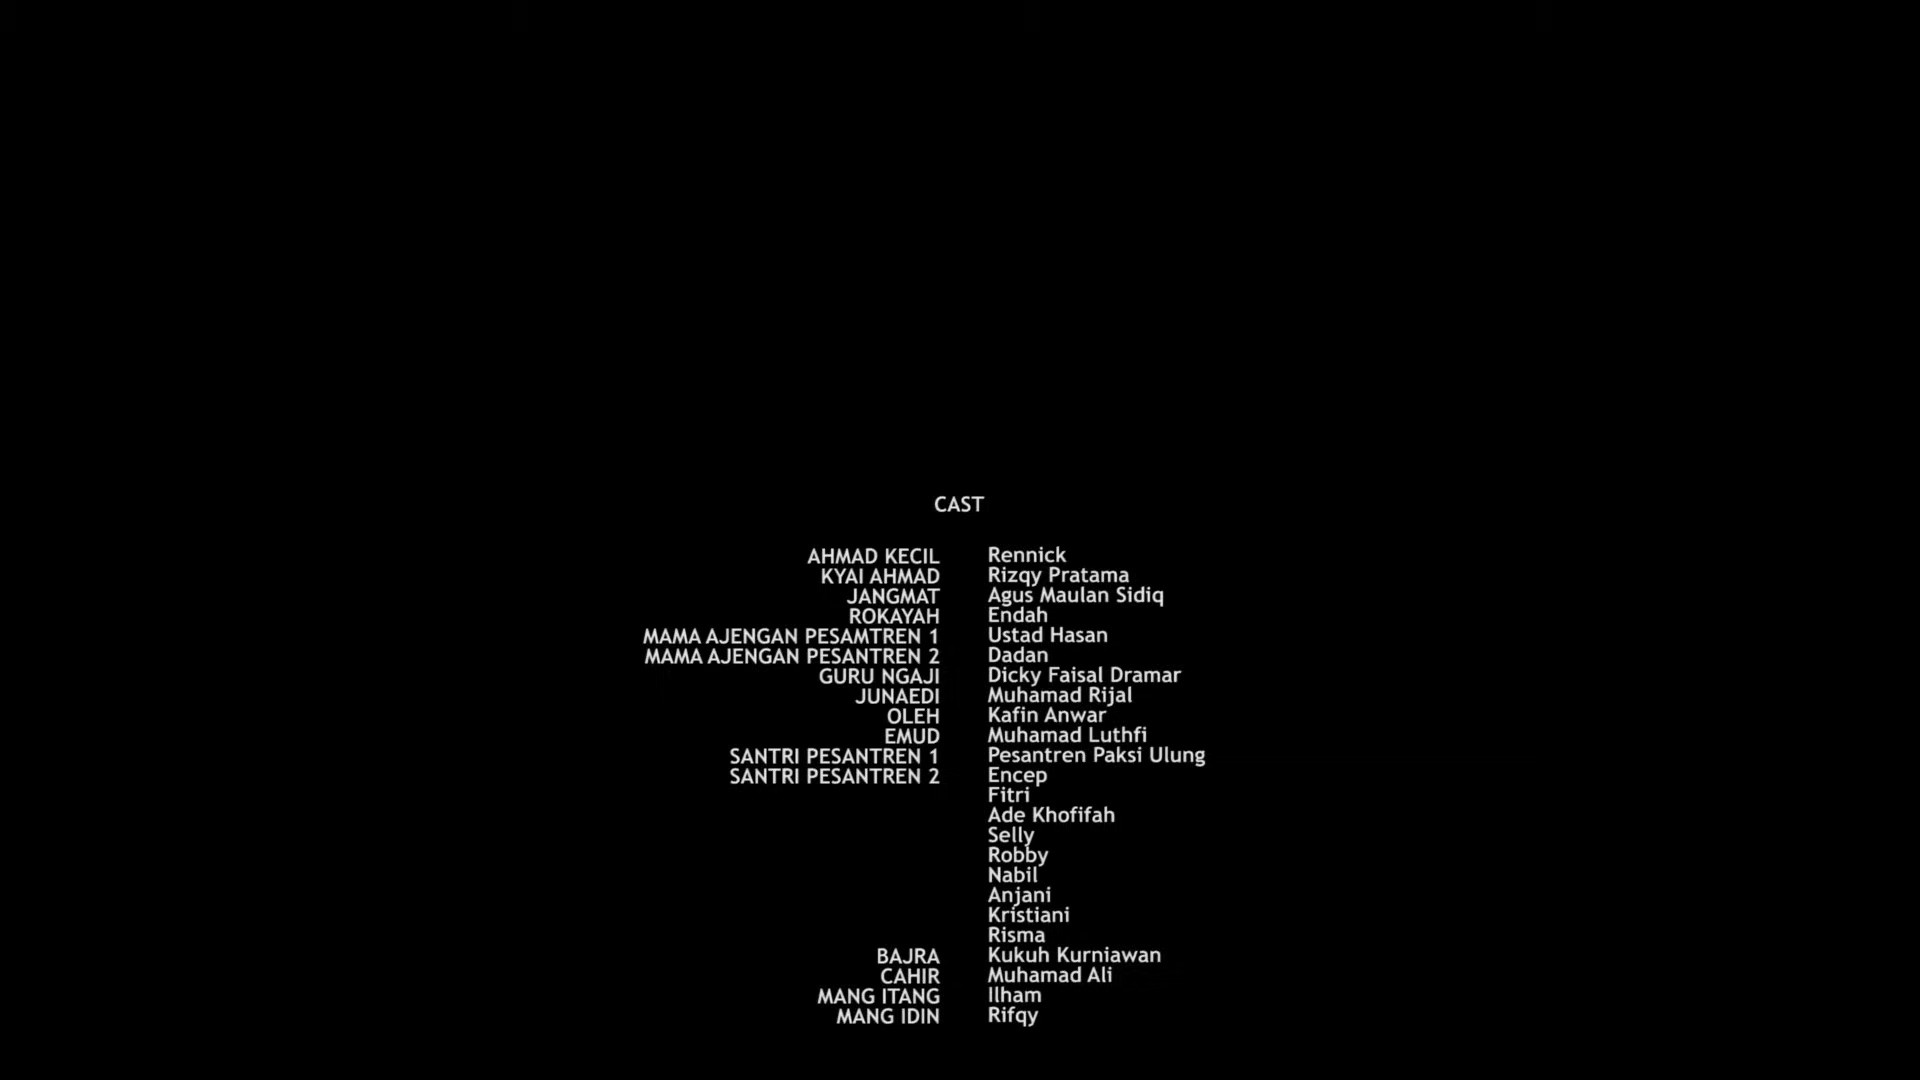 CAST
AHMAD KECIL Rennick
KYAI AHMAD Rizqy Pratama
JANGMAT Agus Maulan Sidiq
ROKAYAH Endah
MAMA AJENGAN PESAMTREN 1 Ustad Hasan
MAMA AJENGAN PESANTREN 2 Dadan
GURU NGAJI Dicky Faisal Dramar
JUNAEDI Muhamad Rijal
OLEH Kafin Anwar
EMUD Muhamad Luthfi
SANTRI PESANTREN 1 Pesantren Paksi Ulung
SANTRI PESANTREN 2 Encep
Fitri
Ade Khofifah
Selly
Robby
Nabil
Anjani
Kristiani
Risma
BAJRA Kukuh Kurniawan
CAHIR Muhamad Ali
MANG ITANG Ilham
MANG IDIN Rifqy